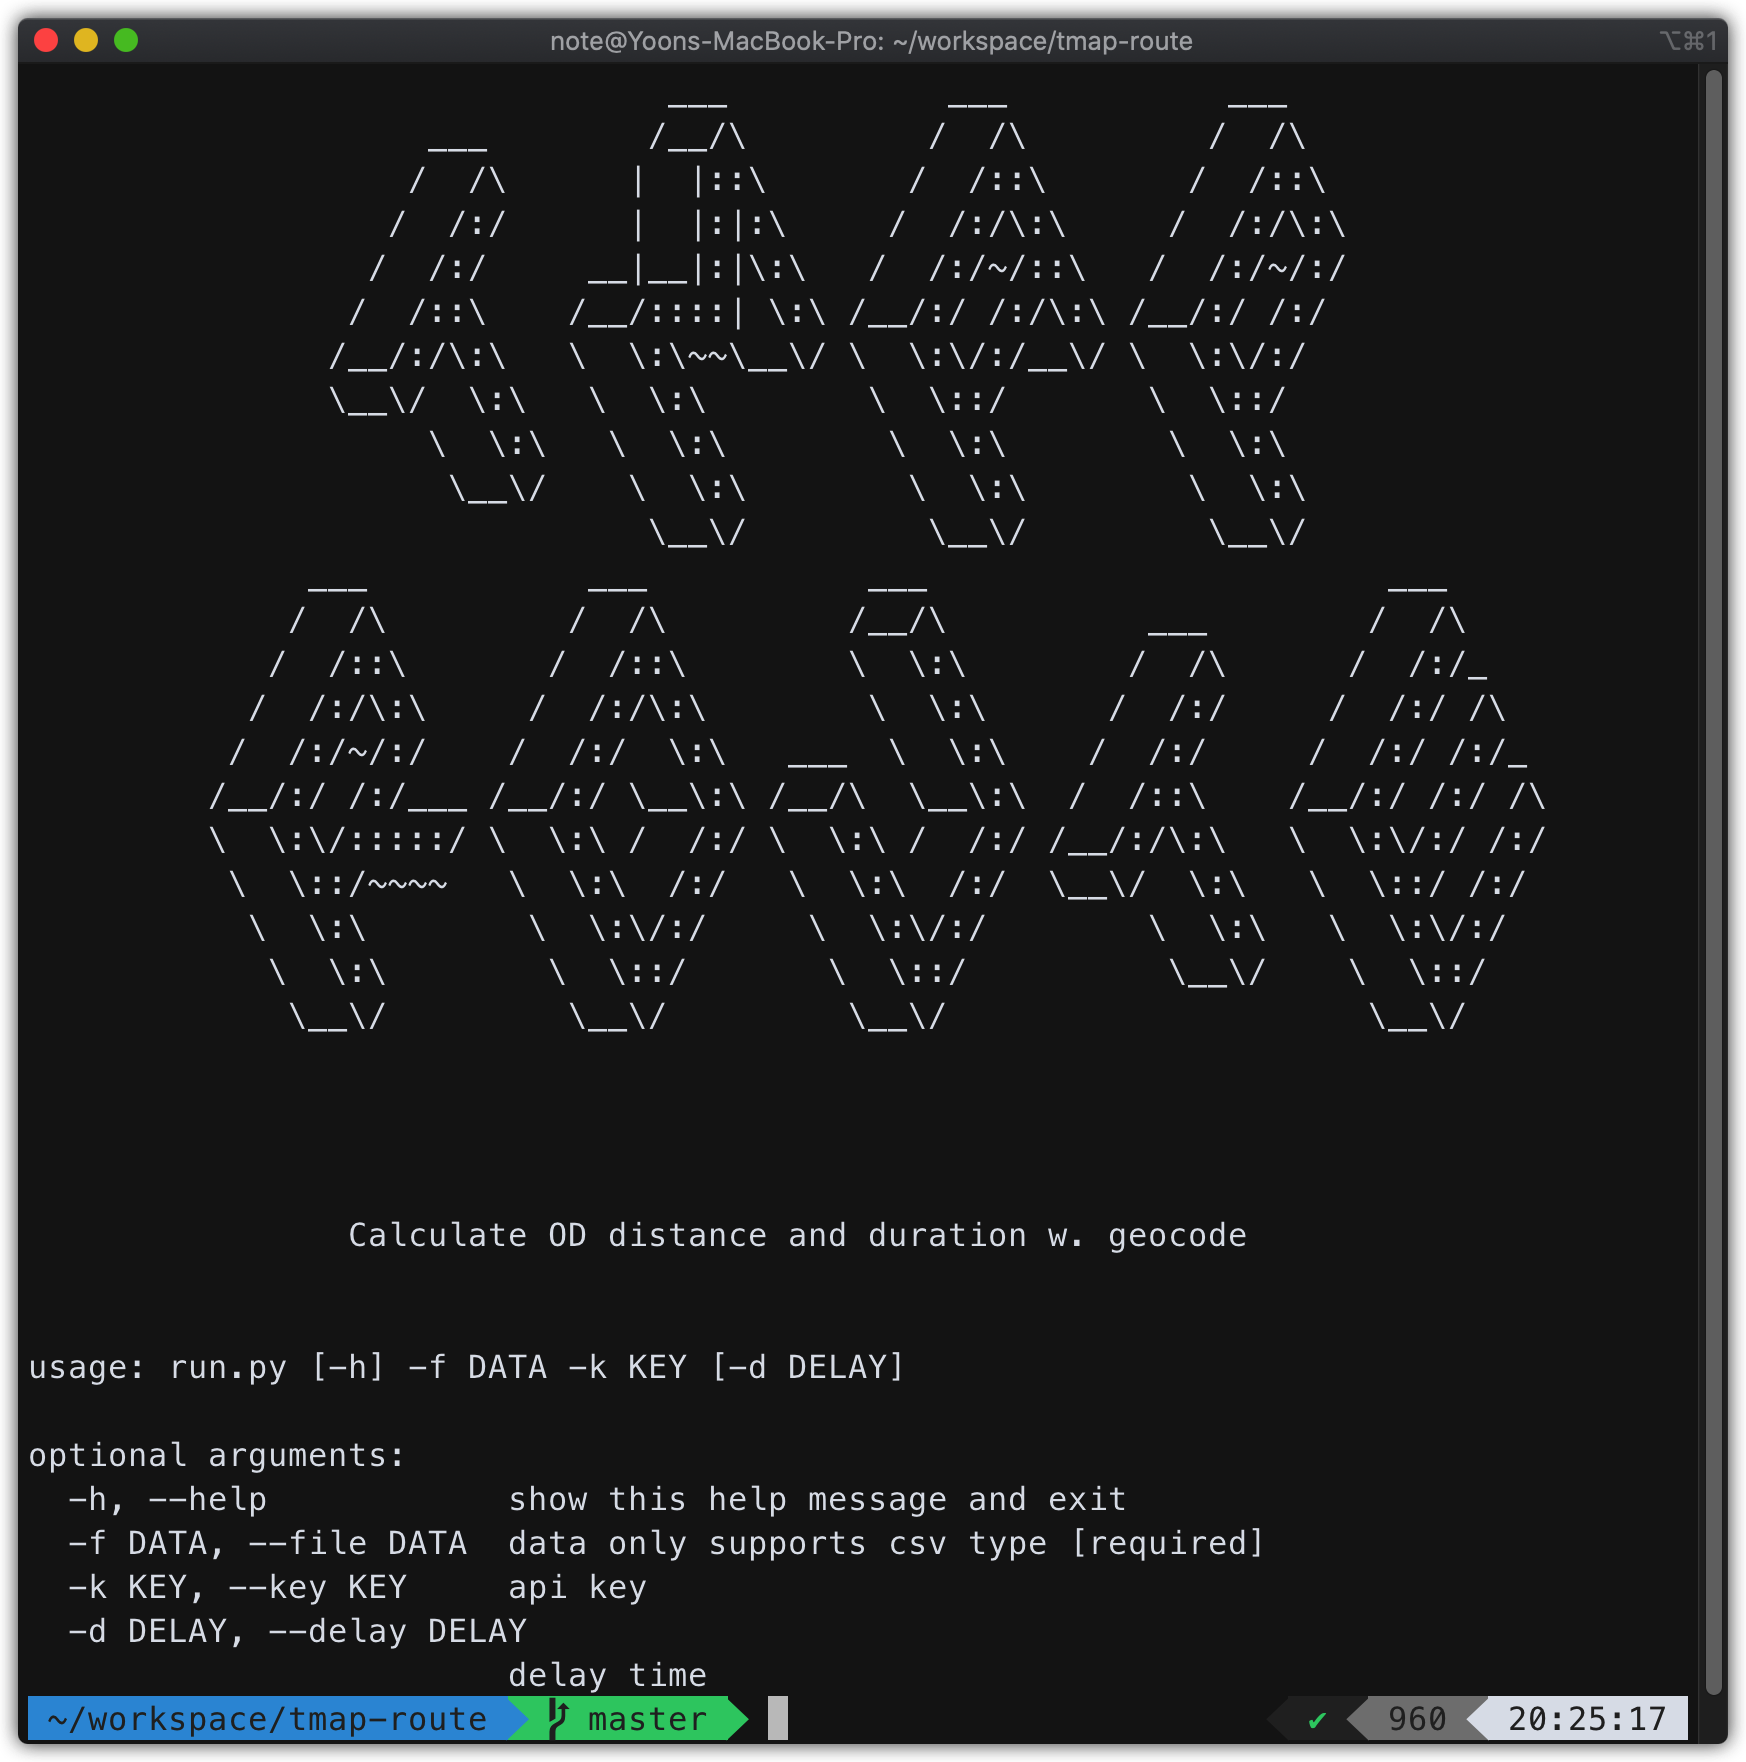 note@Yoons-MacBook-Pro: ~/workspace/tmap-route ⌥⌘1
TMAP
ROUTE
Calculate OD distance and duration w. geocode
usage: run.py [-h] -f DATA -k KEY [-d DELAY]
optional arguments:
-h, --help show this help message and exit
-f DATA, --file DATA data only supports csv type [required]
-k KEY, --key KEY api key
-d DELAY, --delay DELAY
delay time
~/workspace/tmap-route master ✔ 960 20:25:17